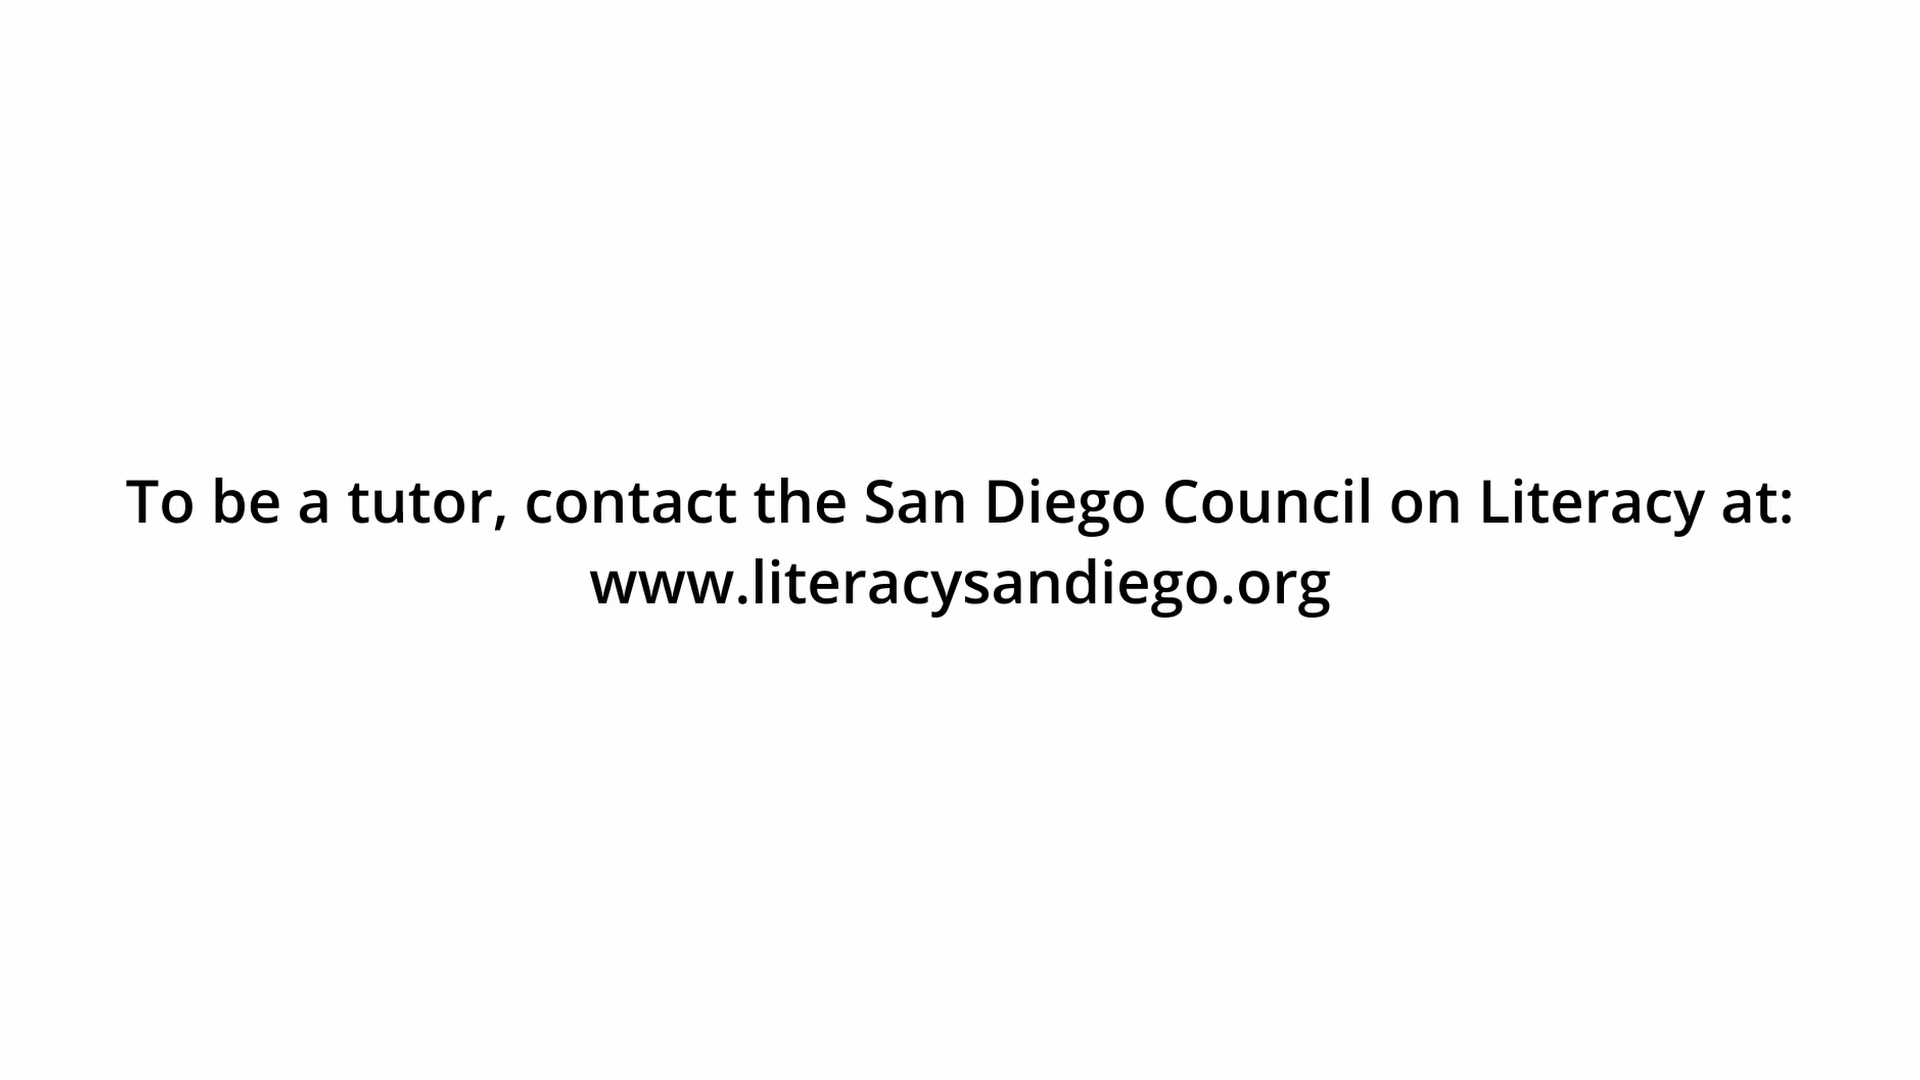 To be a tutor, contact the San Diego Council on Literacy at:
www.literacysandiego.org